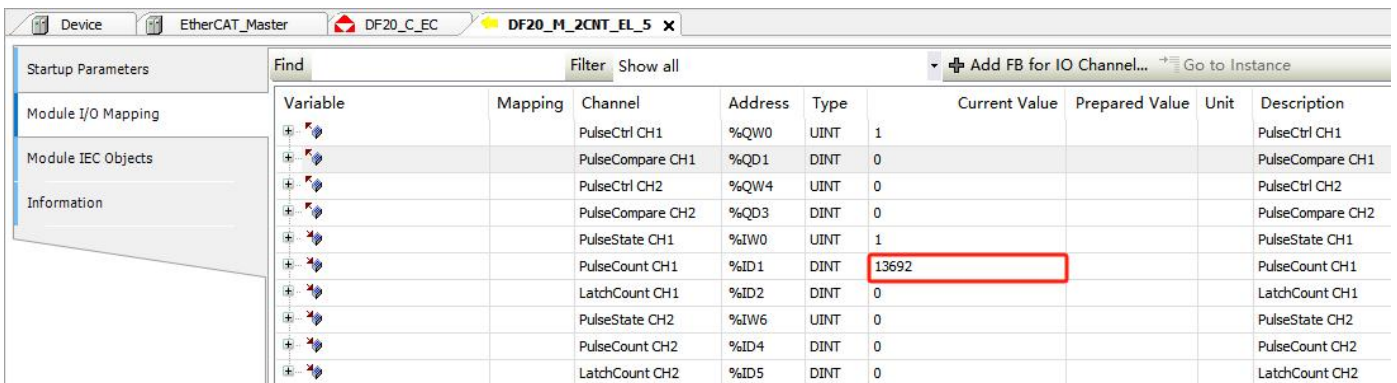 Device EtherCAT_Master DF20_C_EC DF20_M_2CNT_EL_5 X
Startup Parameters
Module I/O Mapping
Module IEC Objects
Information
Find Filter Show all Add FB for IO Channel... Go to Instance
Variable Mapping Channel Address Type Current Value Prepared Value Unit Description
PulseCtrl CH1 %QW0 UINT 1 PulseCtrl CH1
PulseCompare CH1 %QD1 DINT 0 PulseCompare CH1
PulseCtrl CH2 %QW4 UINT 0 PulseCtrl CH2
PulseCompare CH2 %QD3 DINT 0 PulseCompare CH2
PulseState CH1 %IW0 UINT 1 PulseState CH1
PulseCount CH1 %ID1 DINT 13692 PulseCount CH1
LatchCount CH1 %ID2 DINT 0 LatchCount CH1
PulseState CH2 %IW6 UINT 0 PulseState CH2
PulseCount CH2 %ID4 DINT 0 PulseCount CH2
LatchCount CH2 %ID5 DINT 0 LatchCount CH2